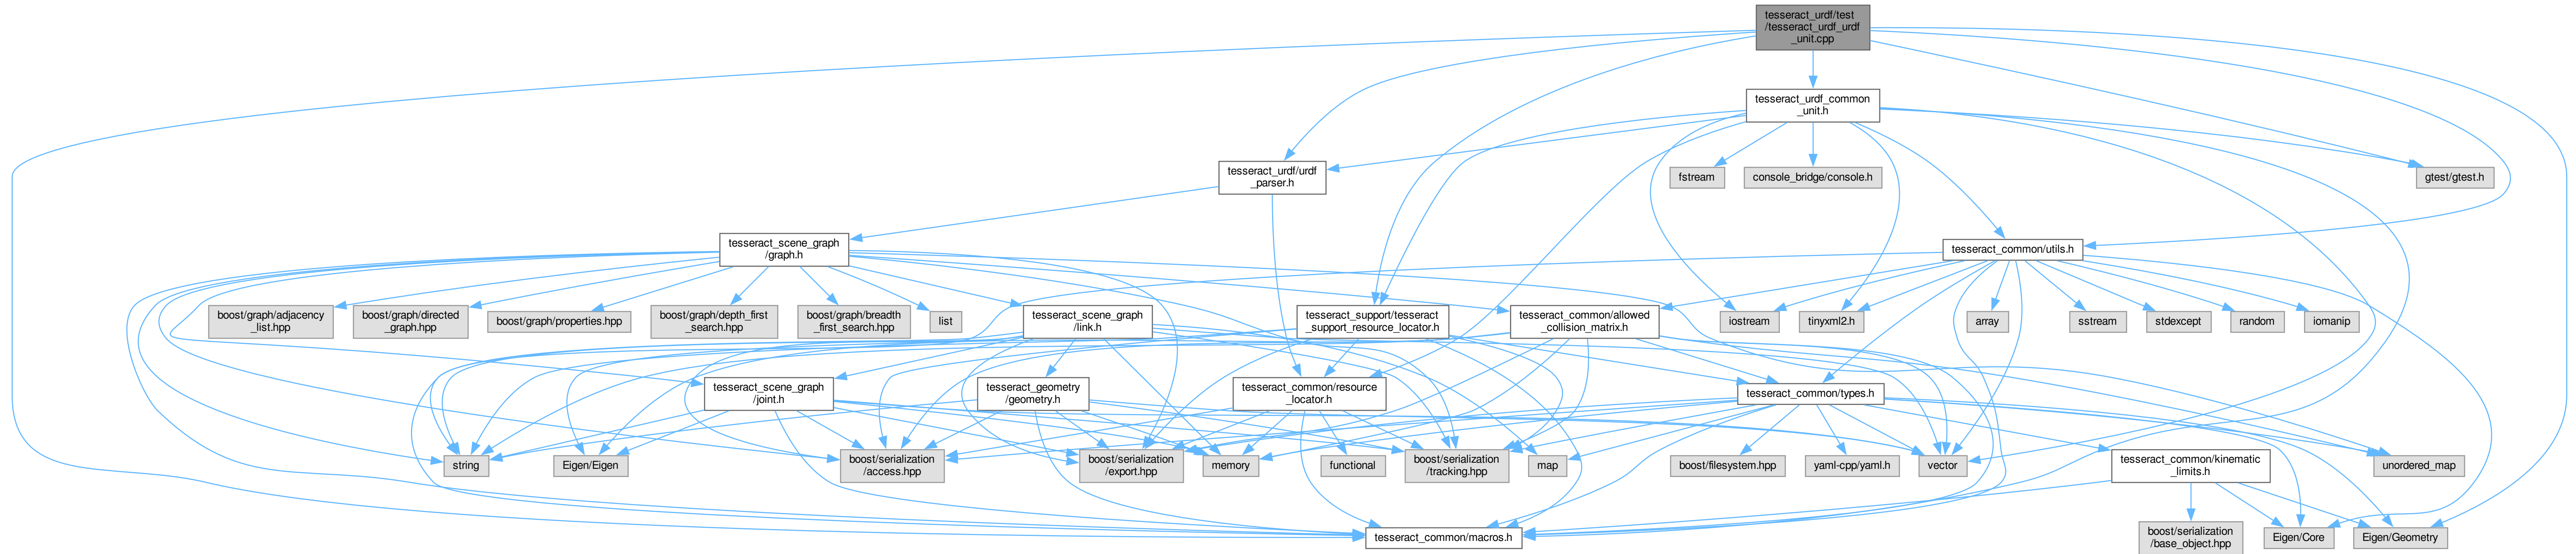 tesseract_urdf/test
/tesseract_urdf_urdf
_unit.cpp
tesseract_urdf_common
_unit.h
tesseract_urdf/urdf
_parser.h
fstream
console_bridge/console.h
gtest/gtest.h
tesseract_scene_graph
/graph.h
tesseract_common/utils.h
boost/graph/adjacency
_list.hpp
boost/graph/directed
_graph.hpp
boost/graph/properties.hpp
boost/graph/depth_first
_search.hpp
boost/graph/breadth
_first_search.hpp
list
tesseract_scene_graph
/link.h
tesseract_support/tesseract
_support_resource_locator.h
tesseract_common/allowed
_collision_matrix.h
iostream
tinyxml2.h
array
sstream
stdexcept
random
iomanip
tesseract_scene_graph
/joint.h
tesseract_geometry
/geometry.h
tesseract_common/resource
_locator.h
tesseract_common/types.h
string
Eigen/Eigen
boost/serialization
/access.hpp
boost/serialization
/export.hpp
memory
functional
boost/serialization
/tracking.hpp
map
boost/filesystem.hpp
yaml-cpp/yaml.h
vector
tesseract_common/kinematic
_limits.h
unordered_map
tesseract_common/macros.h
boost/serialization
/base_object.hpp
Eigen/Core
Eigen/Geometry